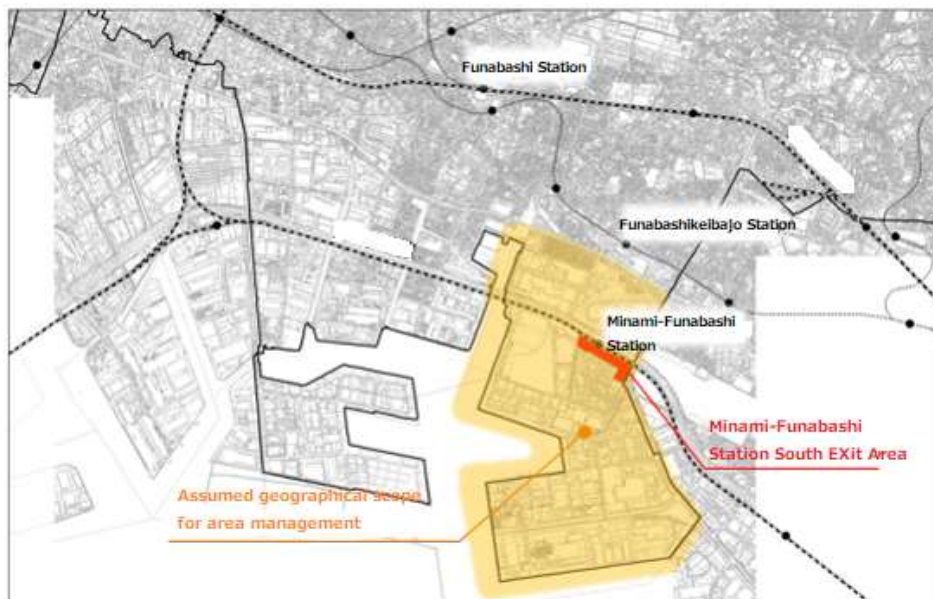 Funabashi Station
Funabashikeibajo Station
Minami-Funabashi
Station
Minami-Funabashi
Station South EXit Area
Assumed geographical scope
for area management